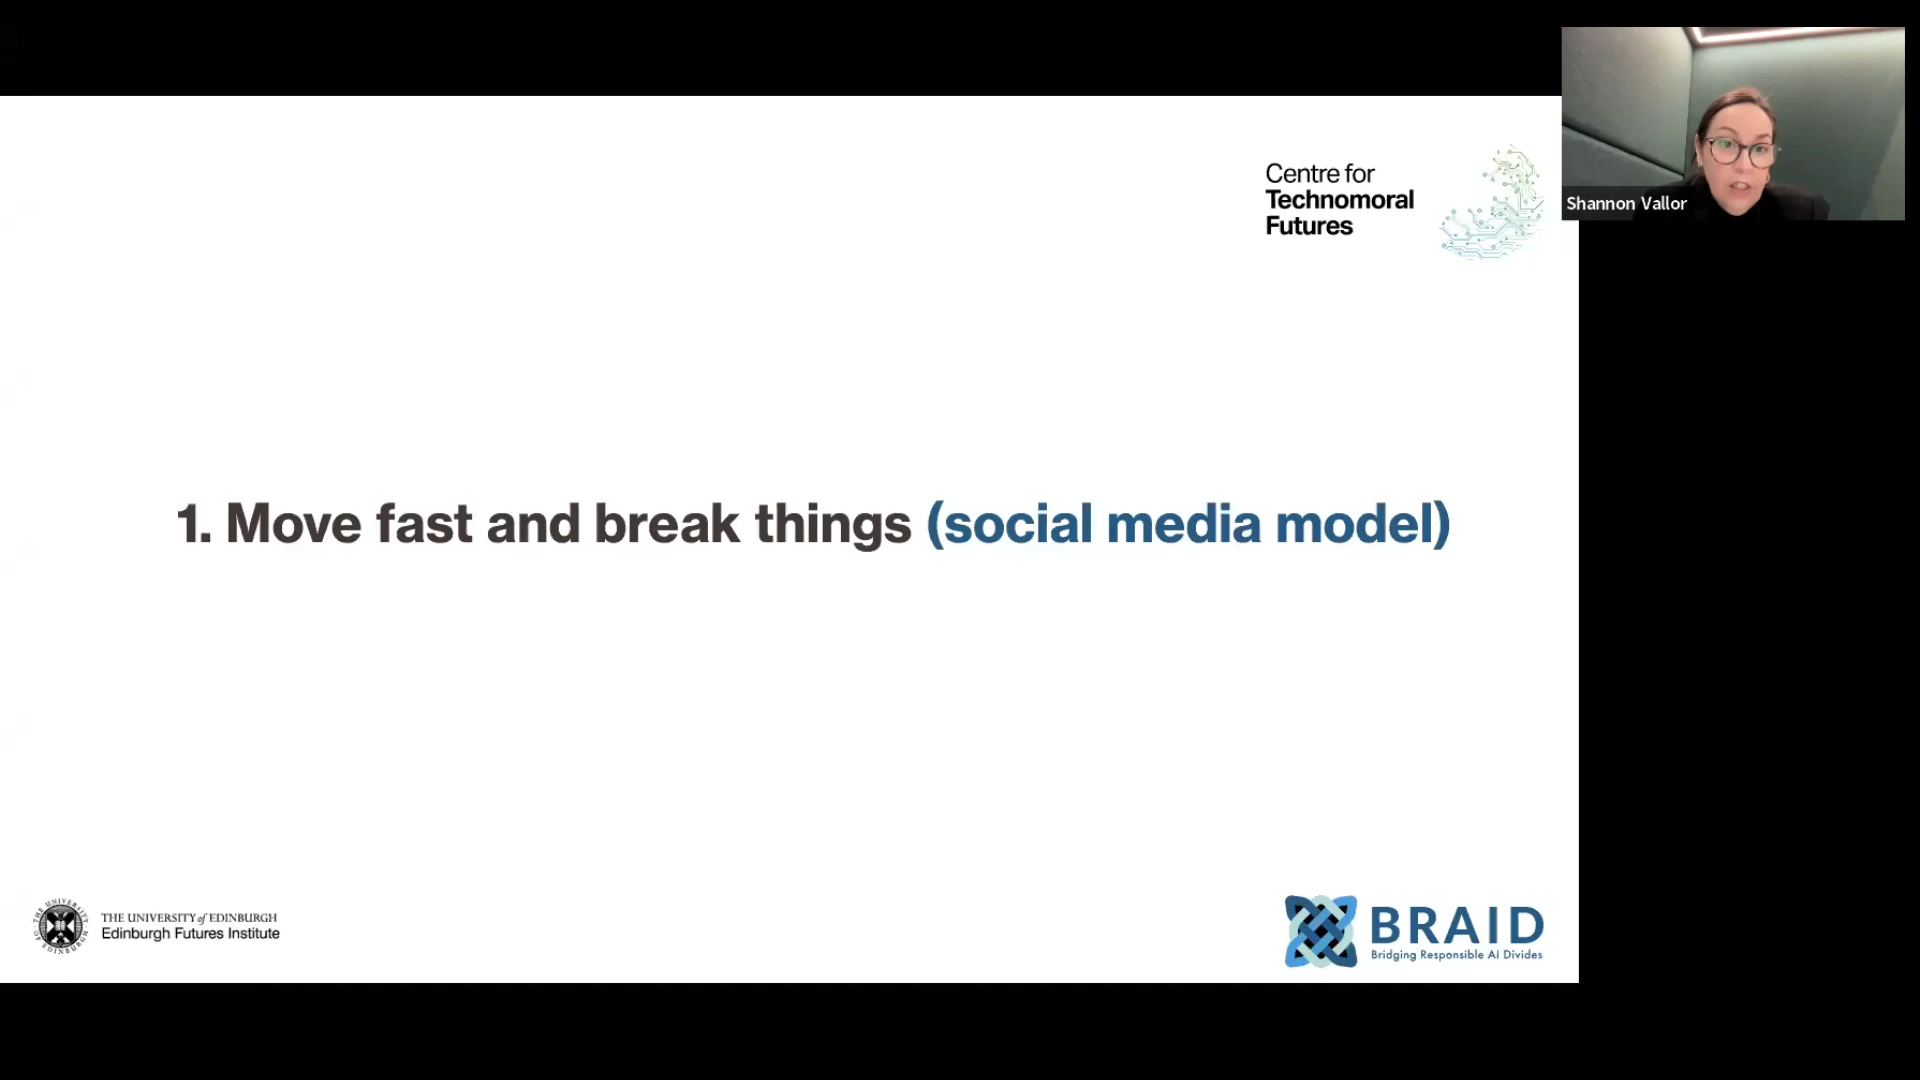 Centre for
Technomoral
Futures
Shannon Vallor
1. Move fast and break things (social media model)
THE UNIVERSITY of EDINBURGH
Edinburgh Futures Institute
BRAID
Bridging Responsible AI Divides